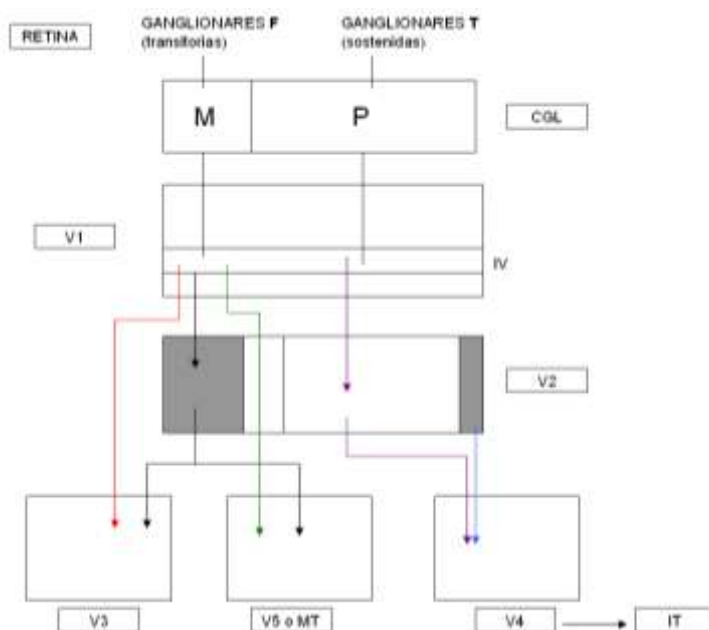 RETINA
GANGLIONARES F
(transitorias)
GANGLIONARES T
(sostenidas)
M
P
CGL
V1
IV
V2
V3
V5 o MT
V4
IT